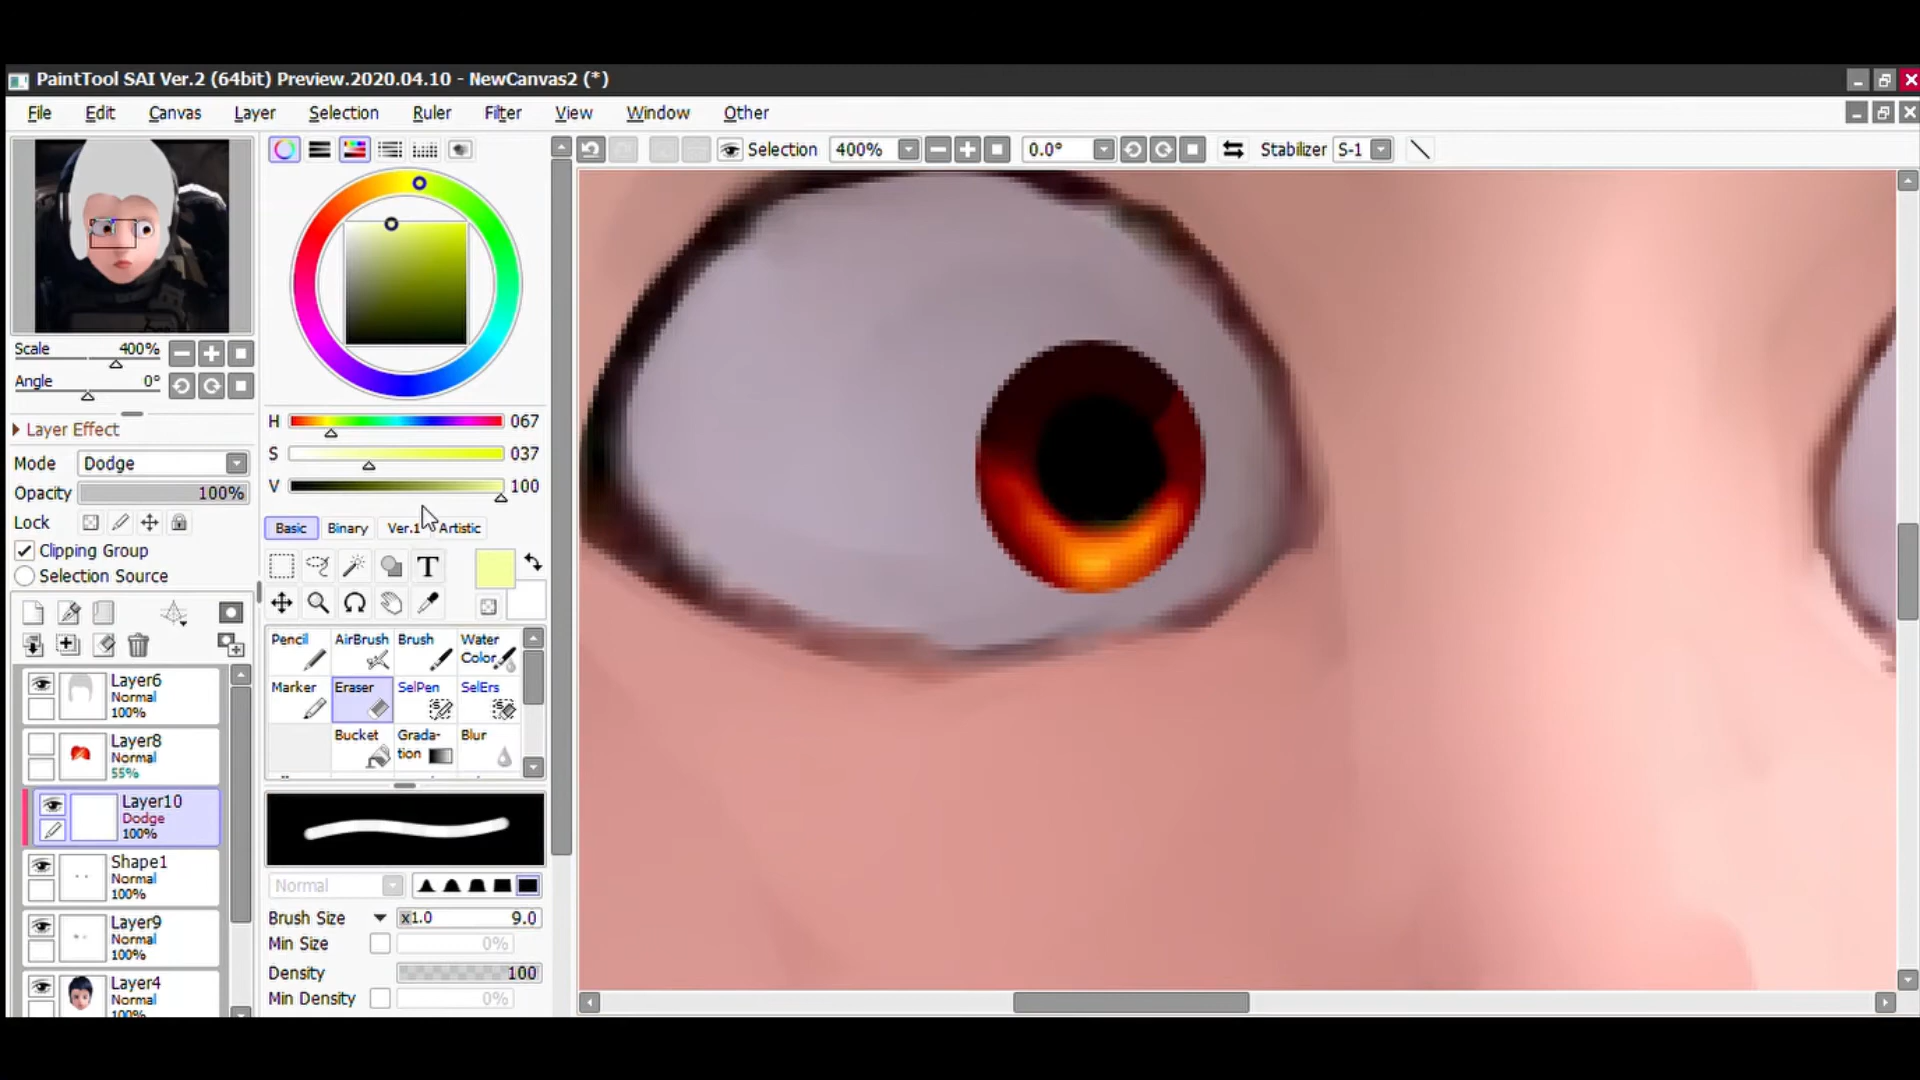 PaintTool SAI Ver.2 (64bit) Preview.2020.04.10 - NewCanvas2 (*)
File Edit Canvas Layer Selection Ruler Filter View Window Other
Selection 400% 0.0° Stabilizer S-1
Scale 400%
Angle 0°
Layer Effect
Mode Dodge
Opacity 100%
Lock
Clipping Group
Selection Source
Layer6
Normal
100%
Layer8
Normal
55%
Layer10
Dodge
100%
Shape1
Normal
100%
Layer9
Normal
100%
Layer4
Normal
100%
H 067
S 037
V 100
Basic Binary Ver.1 Artistic
T
Pencil AirBrush Brush Water Color
Marker Eraser SelPen SelErs
Bucket Grada-tion Blur
Normal
Brush Size x1.0 9.0
Min Size 0%
Density 100
Min Density 0%